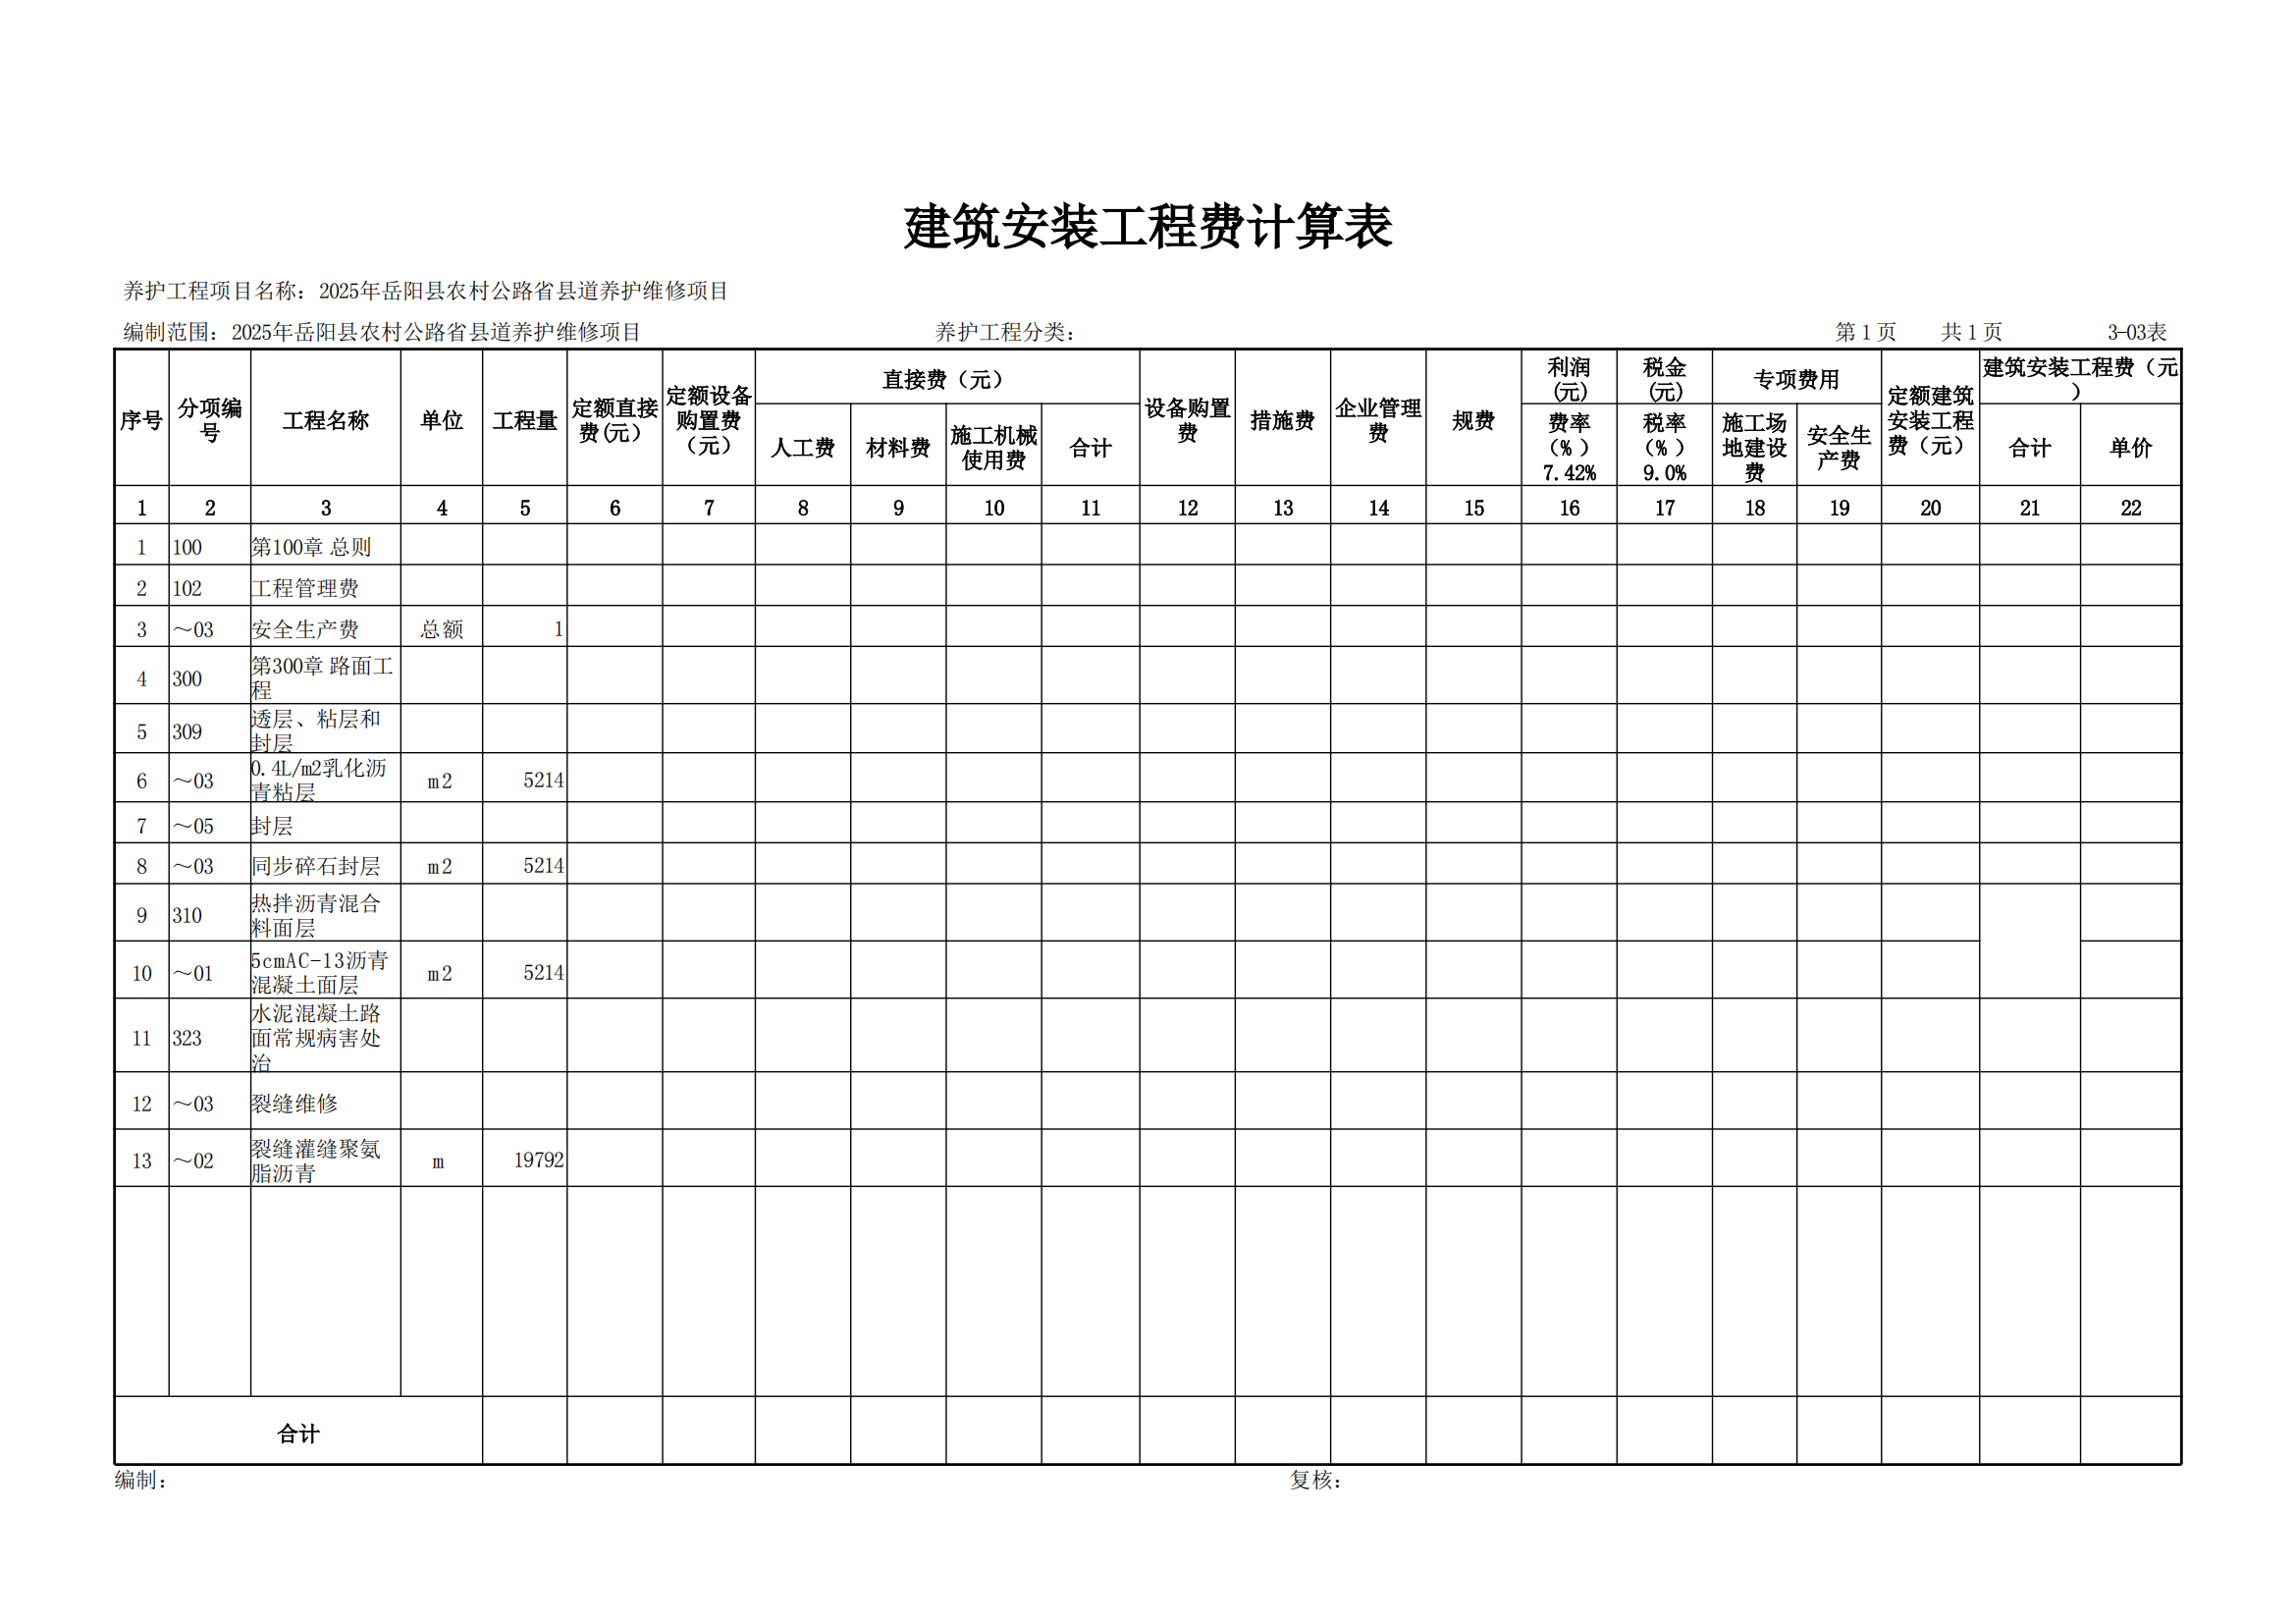 建筑安装工程费计算表
养护工程项目名称：2025年岳阳县农村公路省县道养护维修项目
编制范围：2025年岳阳县农村公路省县道养护维修项目 养护工程分类： 第 1 页 共 1 页 3-03表
序号 分项编号 工程名称 单位 工程量 定额直接费(元) 定额设备购置费（元） 直接费（元） 设备购置费 措施费 企业管理费 规费 利润(元) 税金(元) 专项费用 定额建筑安装工程费（元） 建筑安装工程费（元）
人工费 材料费 施工机械使用费 合计 费率（%）7.42% 税率（%）9.0% 施工场地建设费 安全生产费 合计 单价
1 2 3 4 5 6 7 8 9 10 11 12 13 14 15 16 17 18 19 20 21 22
1 100 第100章 总则
2 102 工程管理费
3 ～03 安全生产费 总额 1
4 300 第300章 路面工程
5 309 透层、粘层和封层
6 ～03 0.4L/m2乳化沥青粘层 m2 5214
7 ～05 封层
8 ～03 同步碎石封层 m2 5214
9 310 热拌沥青混合料面层
10 ～01 5cmAC-13沥青混凝土面层 m2 5214
11 323 水泥混凝土路面常规病害处治
12 ～03 裂缝维修
13 ～02 裂缝灌缝聚氨脂沥青 m 19792
合计
编制： 复核：